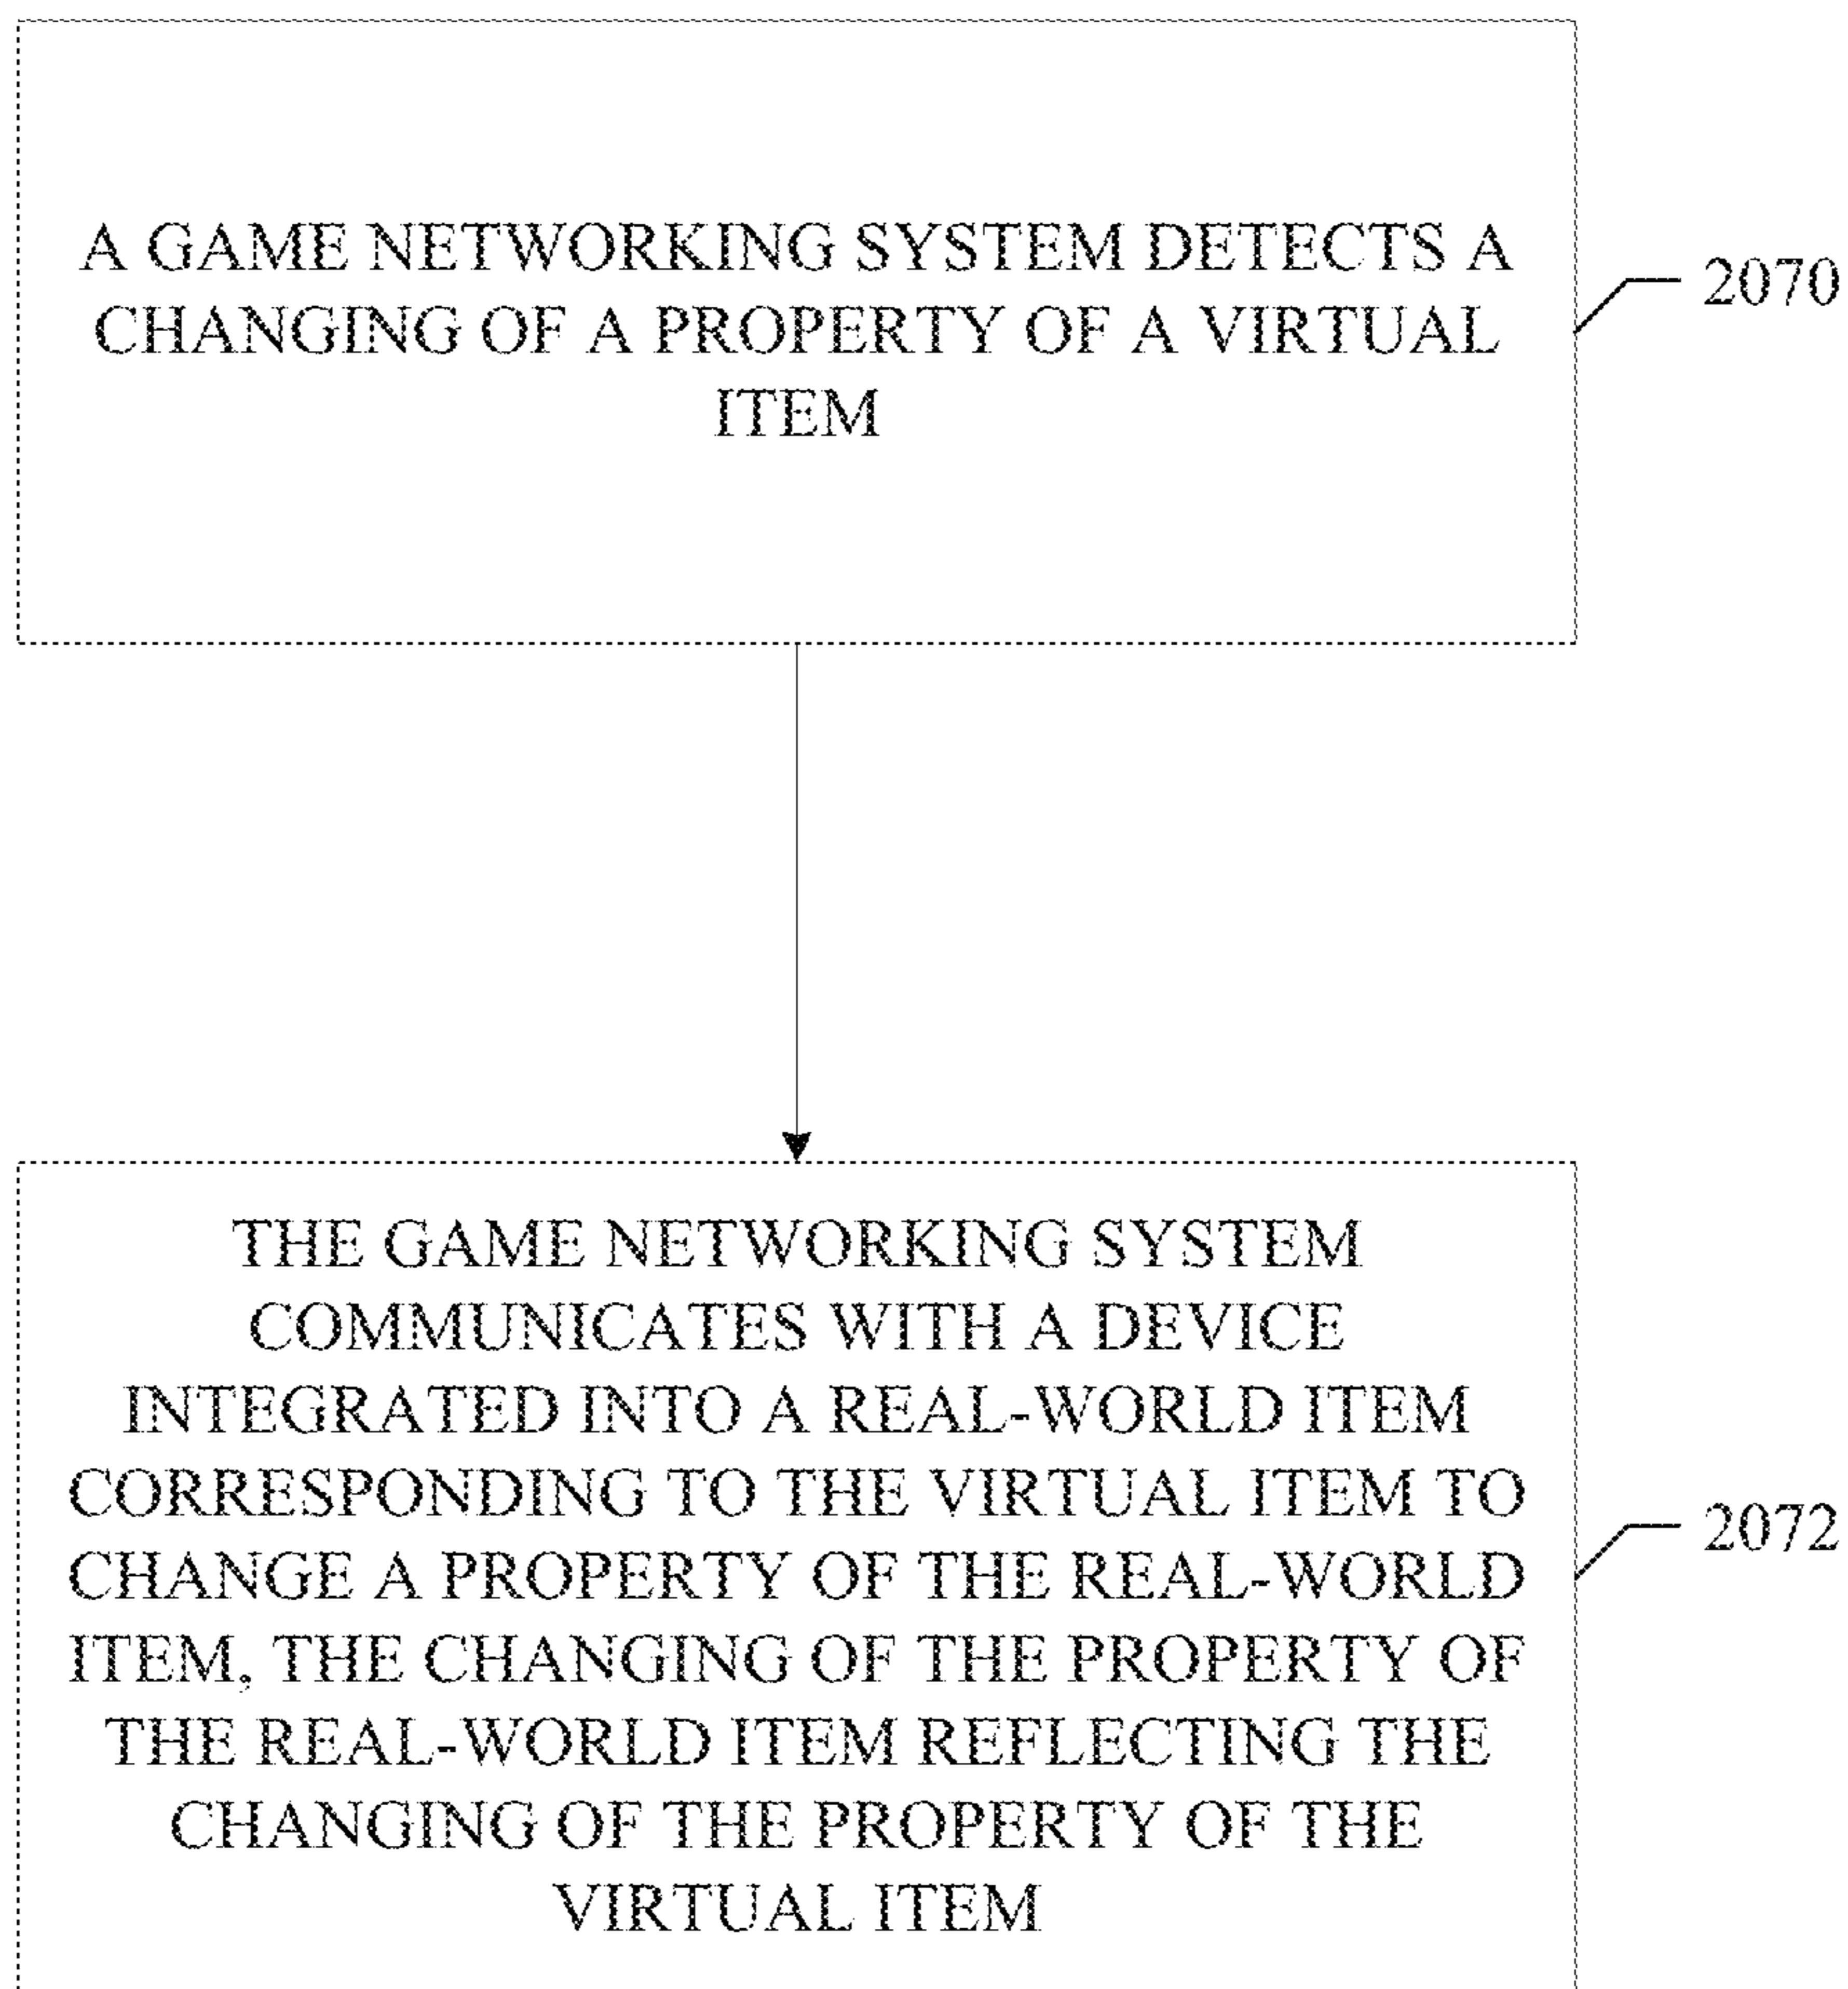 A GAME NETWORKING SYSTEM DETECTS A
CHANGING OF A PROPERTY OF A VIRTUAL
ITEM
2070
THE GAME NETWORKING SYSTEM
COMMUNICATES WITH A DEVICE
INTEGRATED INTO A REAL-WORLD ITEM
CORRESPONDING TO THE VIRTUAL ITEM TO
CHANGE A PROPERTY OF THE REAL-WORLD
ITEM, THE CHANGING OF THE PROPERTY OF
THE REAL-WORLD ITEM REFLECTING THE
CHANGING OF THE PROPERTY OF THE
VIRTUAL ITEM
2072